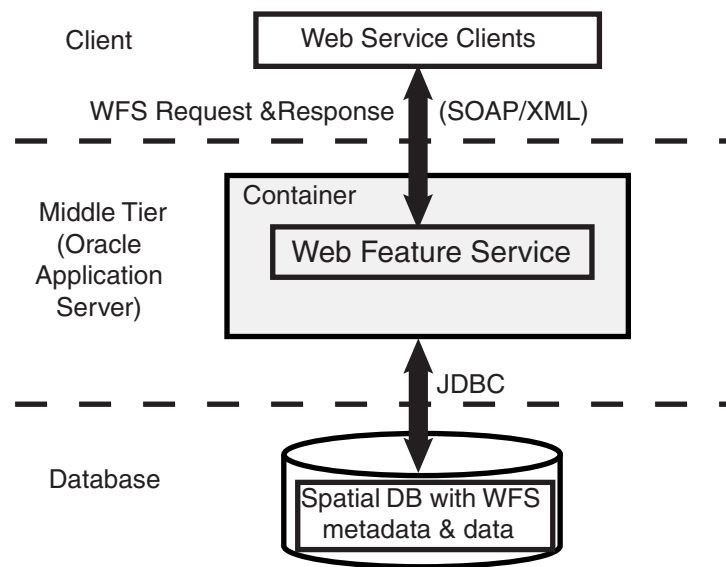 Client
Web Service Clients
WFS Request &Response (SOAP/XML)
Container
Middle Tier
(Oracle
Application
Server)
Web Feature Service
JDBC
Database
Spatial DB with WFS
metadata & data